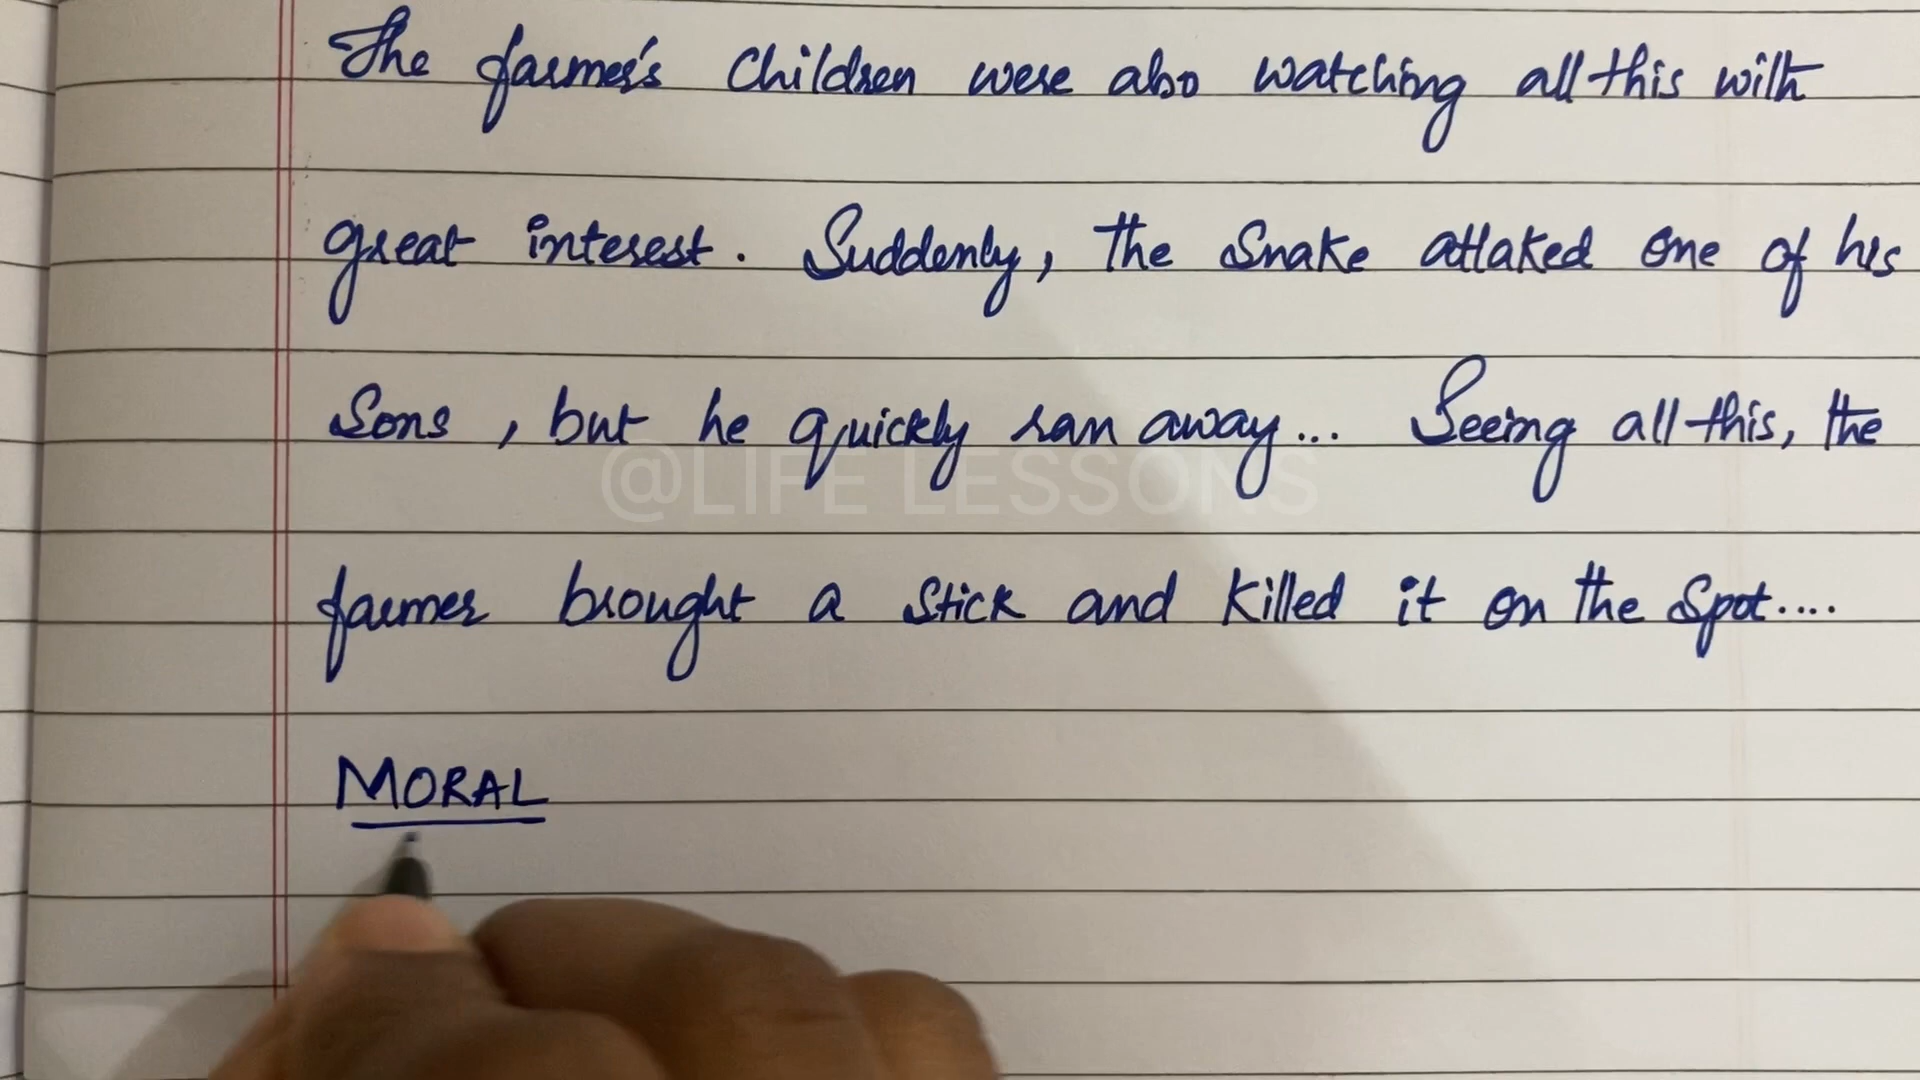 The farmer's Children were also watching all this with
great interest. Suddenly, the Snake attaked one of his
Sons, but he quickly ran away... Seeing all this, the
@LIFE LESSONS
farmer brought a Stick and Killed it on the Spot....
MORAL